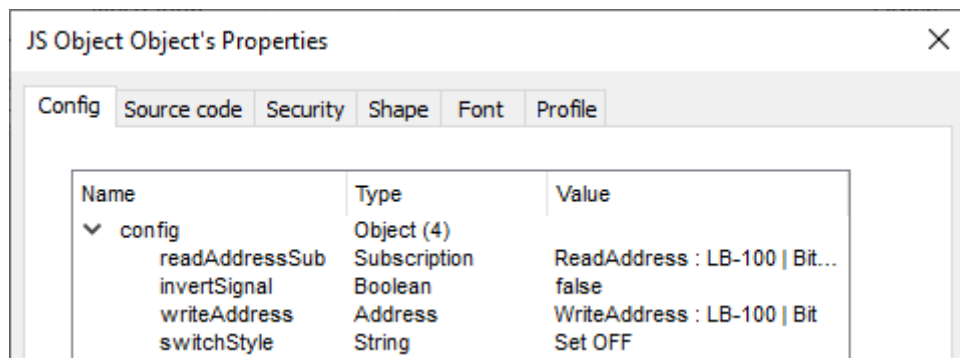 JS Object Object's Properties
Config Source code Security Shape Font Profile
Name Type Value
config Object (4)
readAddressSub Subscription ReadAddress : LB-100 | Bit...
invertSignal Boolean false
writeAddress Address WriteAddress : LB-100 | Bit
switchStyle String Set OFF